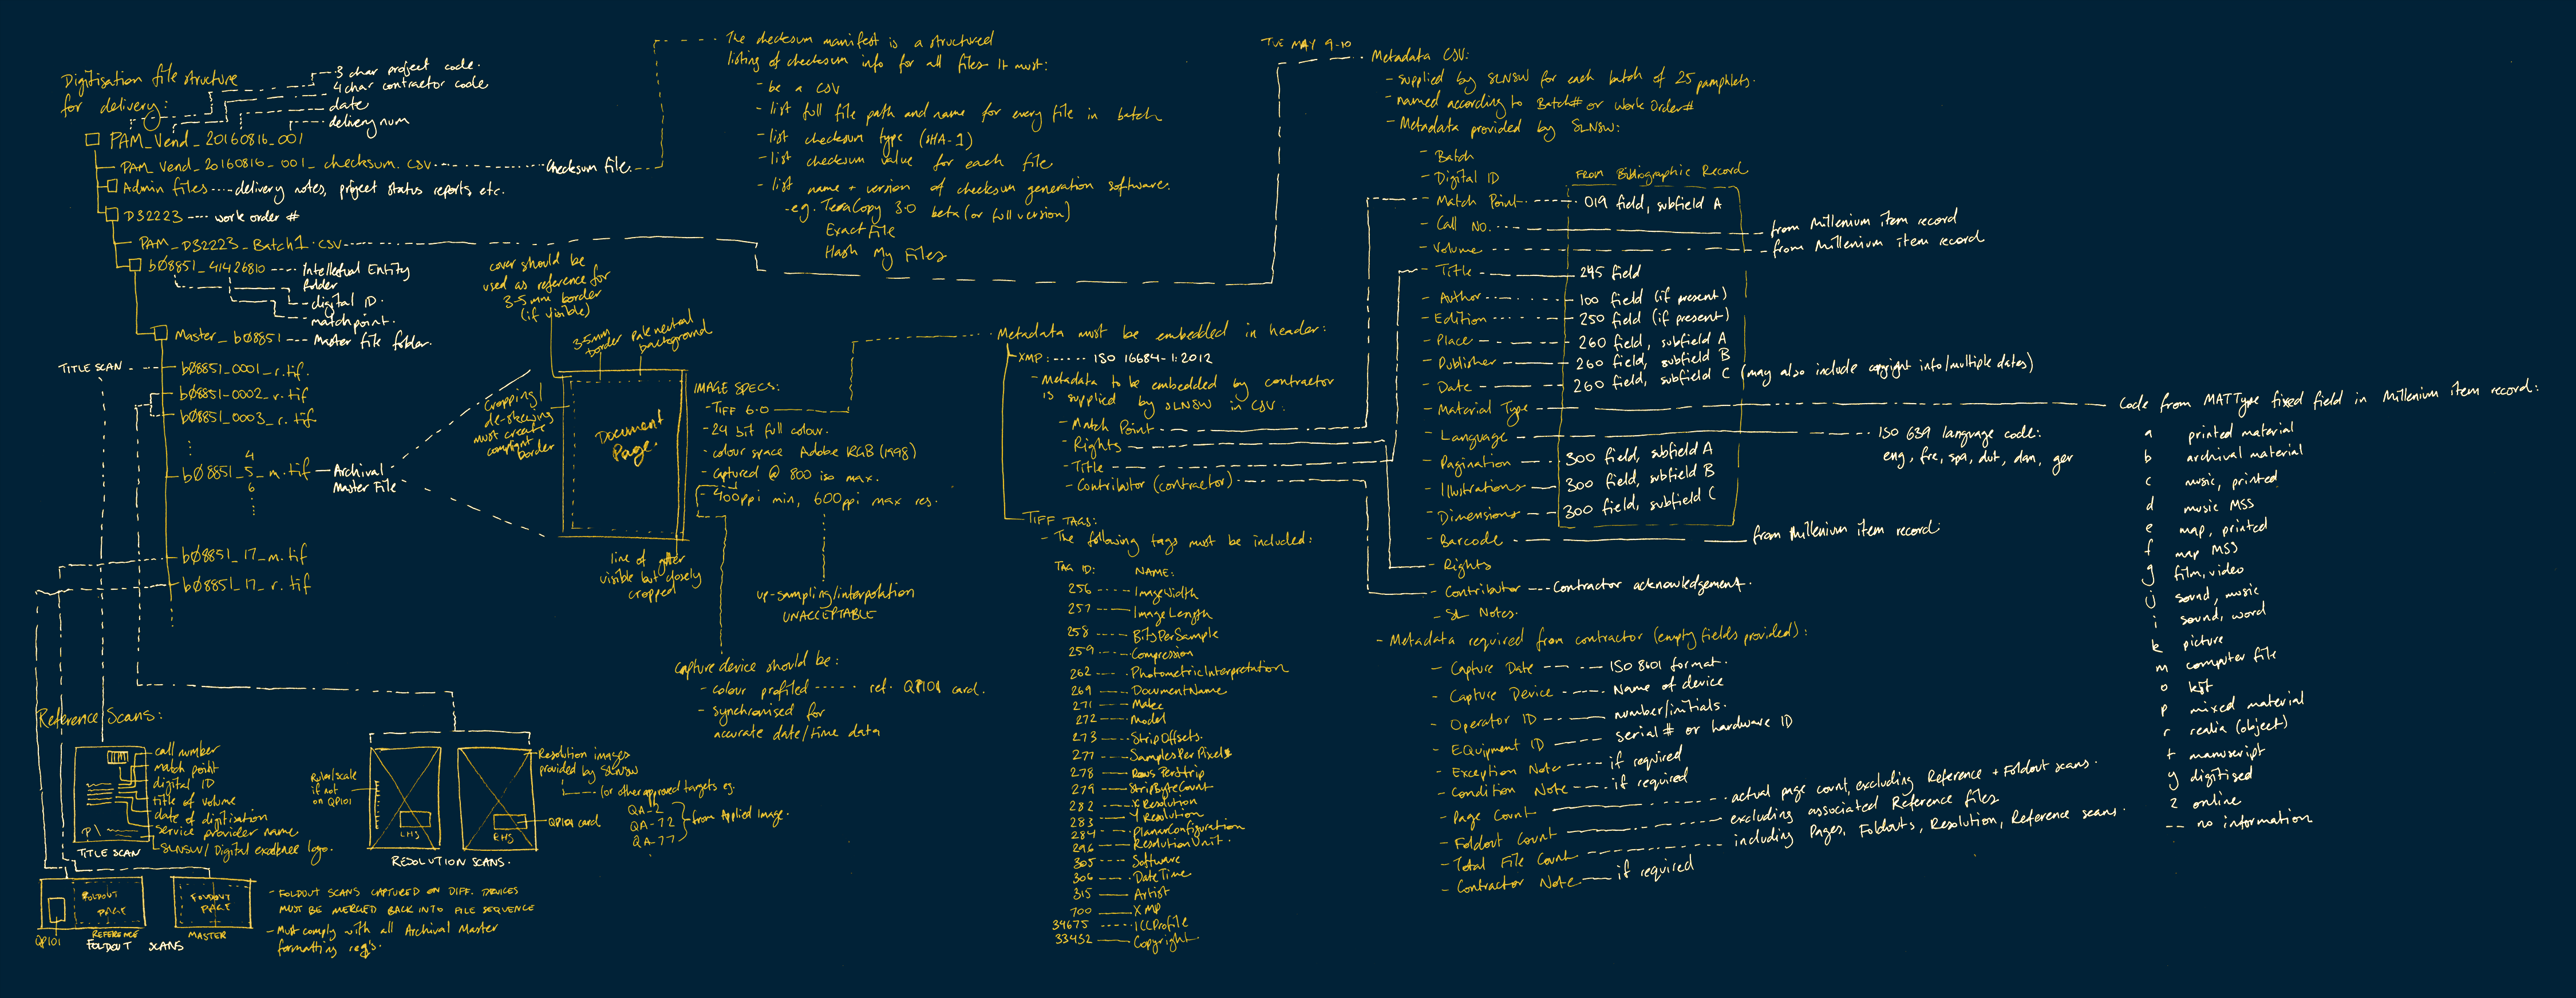 Digitisation file structure
for delivery:
3 char project code.
4 char contractor code
date
delivery num
PAM_Vend_20160816_001
PAM_Vend_20160816_001_checksum.csv
checksum file.
Admin files
delivery notes, project status reports etc.
D32223
work order #
PAM_D32223_Batch1.csv
b08851_41426810
Intellectual Entity
folder
digital ID.
matchpoint.
Master_b08851
Master file folder.
TITLE SCAN
b08851_0001_r.tif.
b08851_0002_r.tif
b08851_0003_r.tif
4
b08851_5_m.tif
6
Archival
Master File
b08851_17_m.tif
b08851_17_r.tif
The checksum manifest is a structured
listing of checksum info for all files It must:
- be a CSV
- list full file path and name for every file in batch
- list checksum type (SHA-1)
- list checksum value for each file
- list name + version of checksum generation software.
- eg. TeraCopy 3.0 beta (or full version)
Exact File
Hash My Files
cover should be
used as reference for
3-5mm border
(if visible)
3-5mm
border
pale neutral
background
Cropping/
de-skewing
must create
compliant
border
Document
Page.
line of gutter
visible but closely
cropped
IMAGE SPECS:
- TIFF 6.0
- 24 bit full colour.
- colour space Adobe RGB (1998)
- captured @ 800 iso max.
- 400ppi min, 600ppi max res.
up-sampling/interpolation
UNACCEPTABLE
capture device should be:
- colour profiled
ref. QP101 card.
- synchronised for
accurate date/time data
Metadata must be embedded in header:
XMP:
ISO 16684-1:2012
- Metadata to be embedded by contractor
is supplied by SLNSW in CSV:
- Match Point
- Rights
- Title
- Contributor (contractor)
TIFF TAGS:
- The following tags must be included:
TAG ID: NAME:
256 ImageWidth
257 ImageLength
258 BitsPerSample
259 Compression
262 PhotometricInterpretation
269 DocumentName
271 Make
272 Model
273 StripOffsets.
277 SamplesPerPixel
278 RowsPerStrip
279 StripByteCount
282 XResolution
283 YResolution
284 PlanarConfiguration
296 ResolutionUnit.
305 Software
306 DateTime
315 Artist
700 XMP
34675 ICCProfile
33432 Copyright
TUE MAY 9-10
Metadata CSV:
- supplied by SLNSW for each batch of 25 pamphlets.
- named according to Batch# or Work Order#
- Metadata provided by SLNSW:
FROM Bibliographic Record
- Batch
- Digital ID
- Match Point 019 field, subfield A
- Call No. from Millenium item record
- Volume from Millenium item record
- Title 245 field
- Author 100 field (if present)
- Edition 250 field (if present)
- Place 260 field, subfield A
- Publisher 260 field, subfield B
- Date 260 field, subfield C (may also include copyright info/multiple dates)
- Material Type Code from MATType fixed field in Millenium item record:
- Language ISO 639 language code:
eng, fre, spa, dut, dan, ger
- Pagination 300 field, subfield A
- Illustrations 300 field, subfield B
- Dimensions 300 field, subfield C
- Barcode from Millenium item record
- Rights
- Contributor Contractor acknowledgement.
- SL Notes.
- Metadata required from contractor (empty fields provided):
- Capture Date ISO 8601 format.
- Capture Device Name of device
- Operator ID number/initials.
- Equipment ID serial # or hardware ID
- Exception Note if required
- Condition Note if required
- Page Count actual page count, excluding Reference + Foldout scans.
- Foldout Count excluding associated Reference files
- Total File Count including Pages, Foldouts, Resolution, Reference scans.
- Contractor Note if required
a printed material
b archival material
c music, printed
d music MSS
e map, printed
f map MSS
g film, video
j sound, music
i sound, word
k picture
m computer file
o kit
p mixed material
r realia (object)
t manuscript
y digitised
z online
-- no information
Reference Scans:
call number
match point
digital ID
title of volume
date of digitisation
service provider name
SLNSW/Digital excellence logo.
TITLE SCAN
Ruler/scale
if not
on QP101
LHS
RHS
RESOLUTION SCANS.
Resolution images
provided by SLNSW
(or other approved targets eg.
QA-2
QA-72
QA-77
from Applied Image.
QP101 card
FOLDOUT
PAGE
FOLDOUT
PAGE
QP101
REFERENCE
MASTER
FOLDOUT SCANS
- FOLDOUT SCANS CAPTURED ON DIFF. DEVICES
MUST BE MERGED BACK INTO FILE SEQUENCE
- Must comply with all Archival Master
formatting req's.